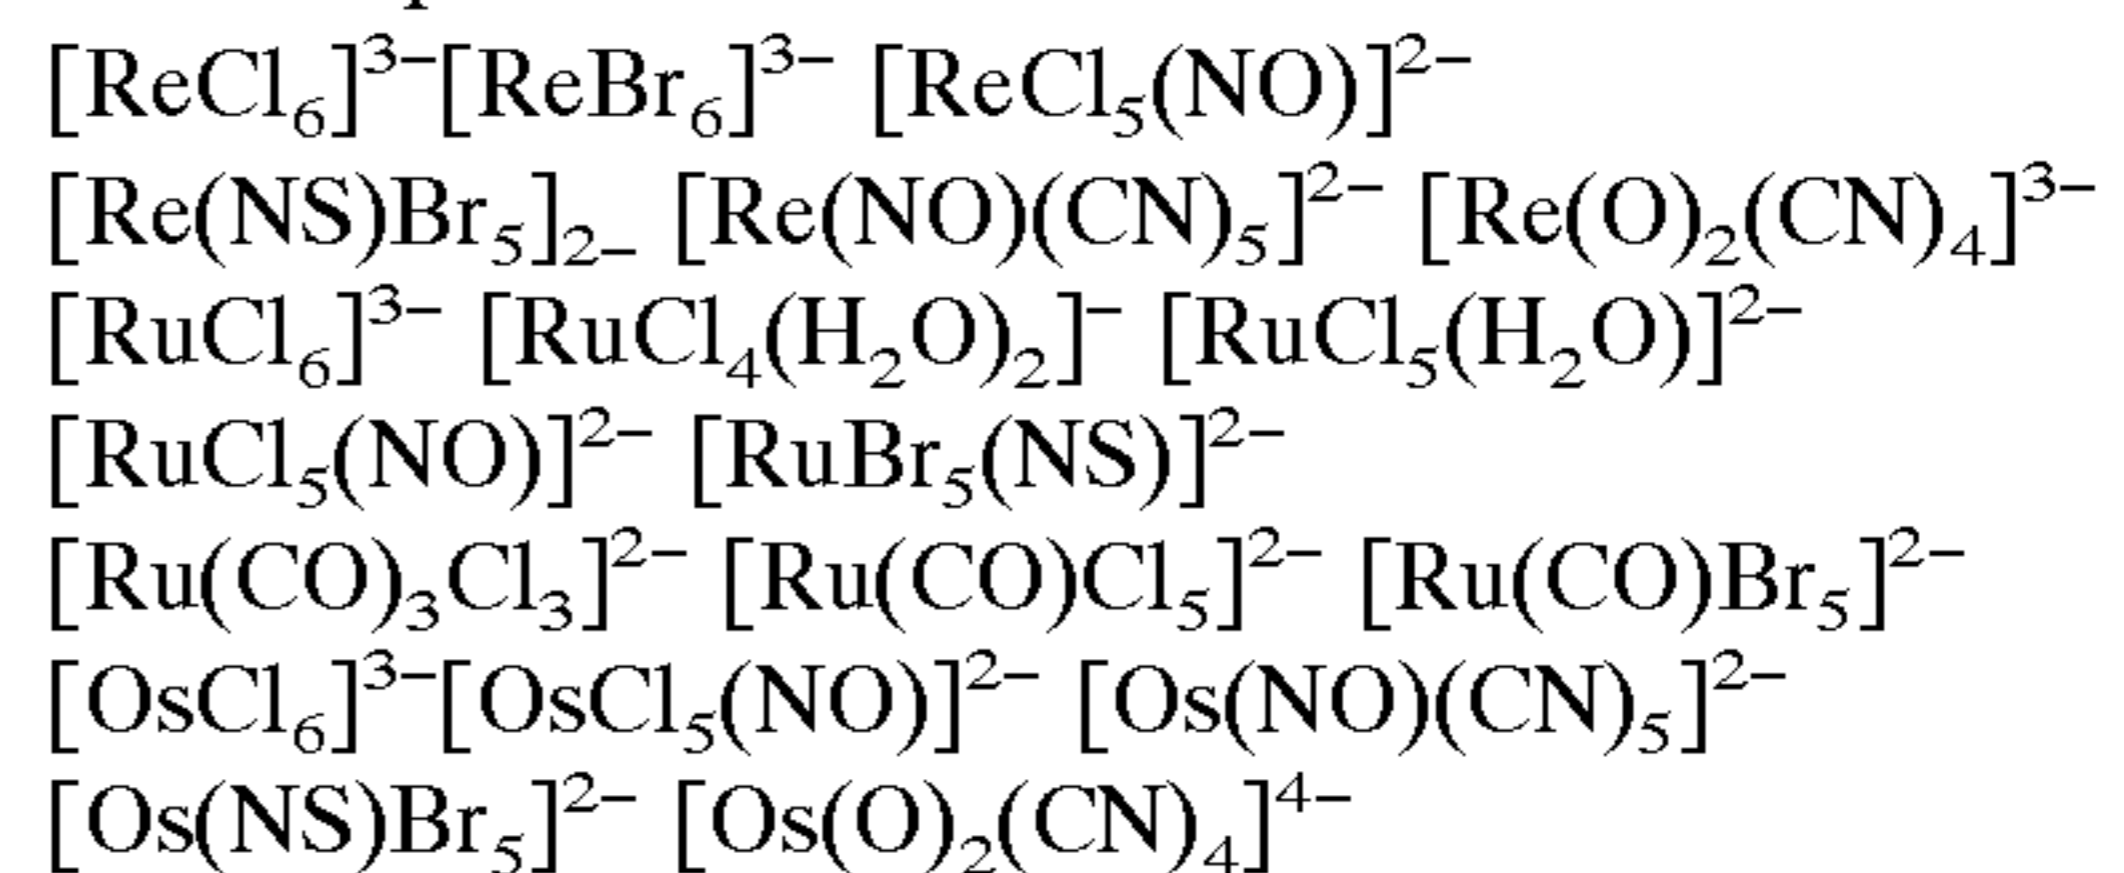 [ReCl₆]³⁻[ReBr₆]³⁻ [ReCl₅(NO)]²⁻
[Re(NS)Br₅]₂₋ [Re(NO)(CN)₅]²⁻ [Re(O)₂(CN)₄]³⁻
[RuCl₆]³⁻ [RuCl₄(H₂O)₂]⁻ [RuCl₅(H₂O)]²⁻
[RuCl₅(NO)]²⁻ [RuBr₅(NS)]²⁻
[Ru(CO)₃Cl₃]²⁻ [Ru(CO)Cl₅]²⁻ [Ru(CO)Br₅]²⁻
[OsCl₆]³⁻[OsCl₅(NO)]²⁻ [Os(NO)(CN)₅]²⁻
[Os(NS)Br₅]²⁻ [Os(O)₂(CN)₄]⁴⁻